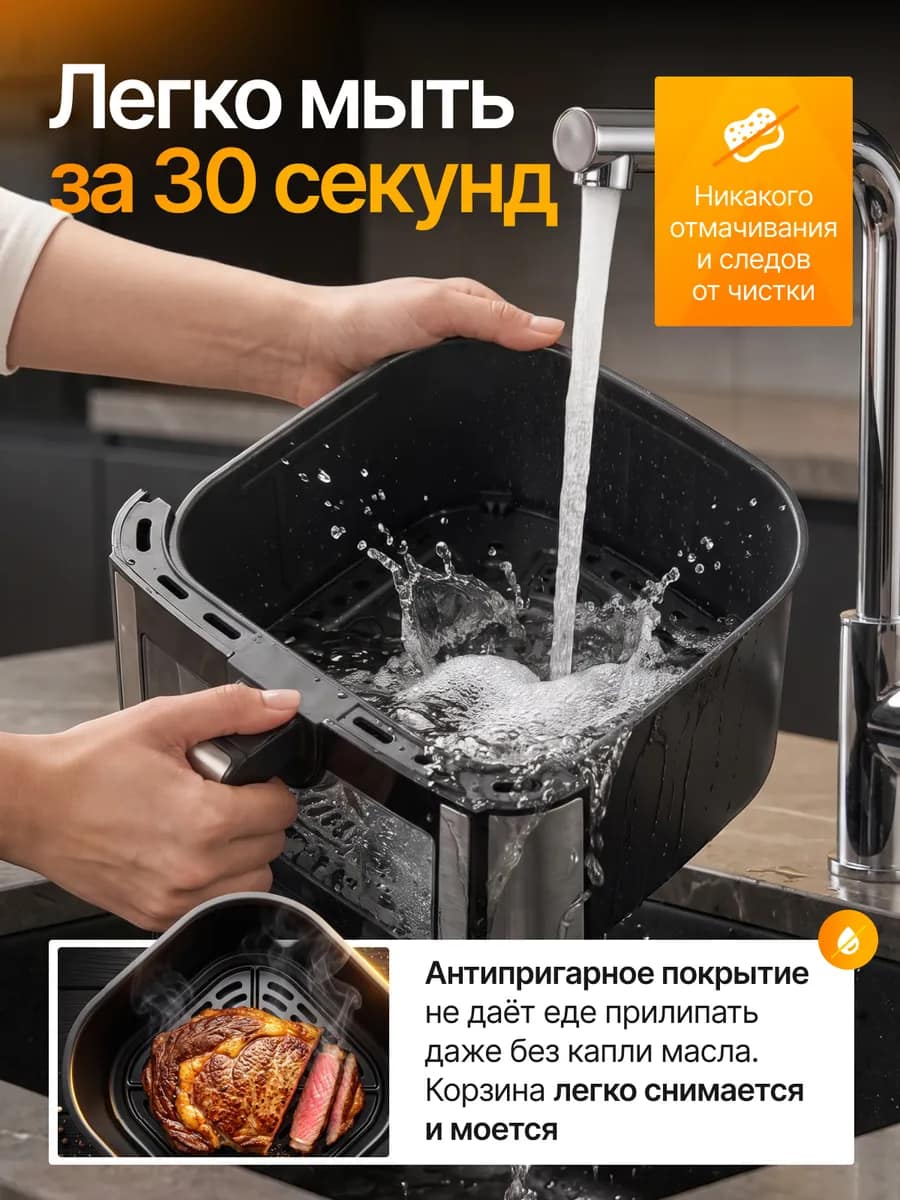 Легко мыть
за 30 секунд
Никакого
отмачивания
и следов
от чистки
Антипригарное покрытие
не даёт еде прилипать
даже без капли масла.
Корзина легко снимается
и моется